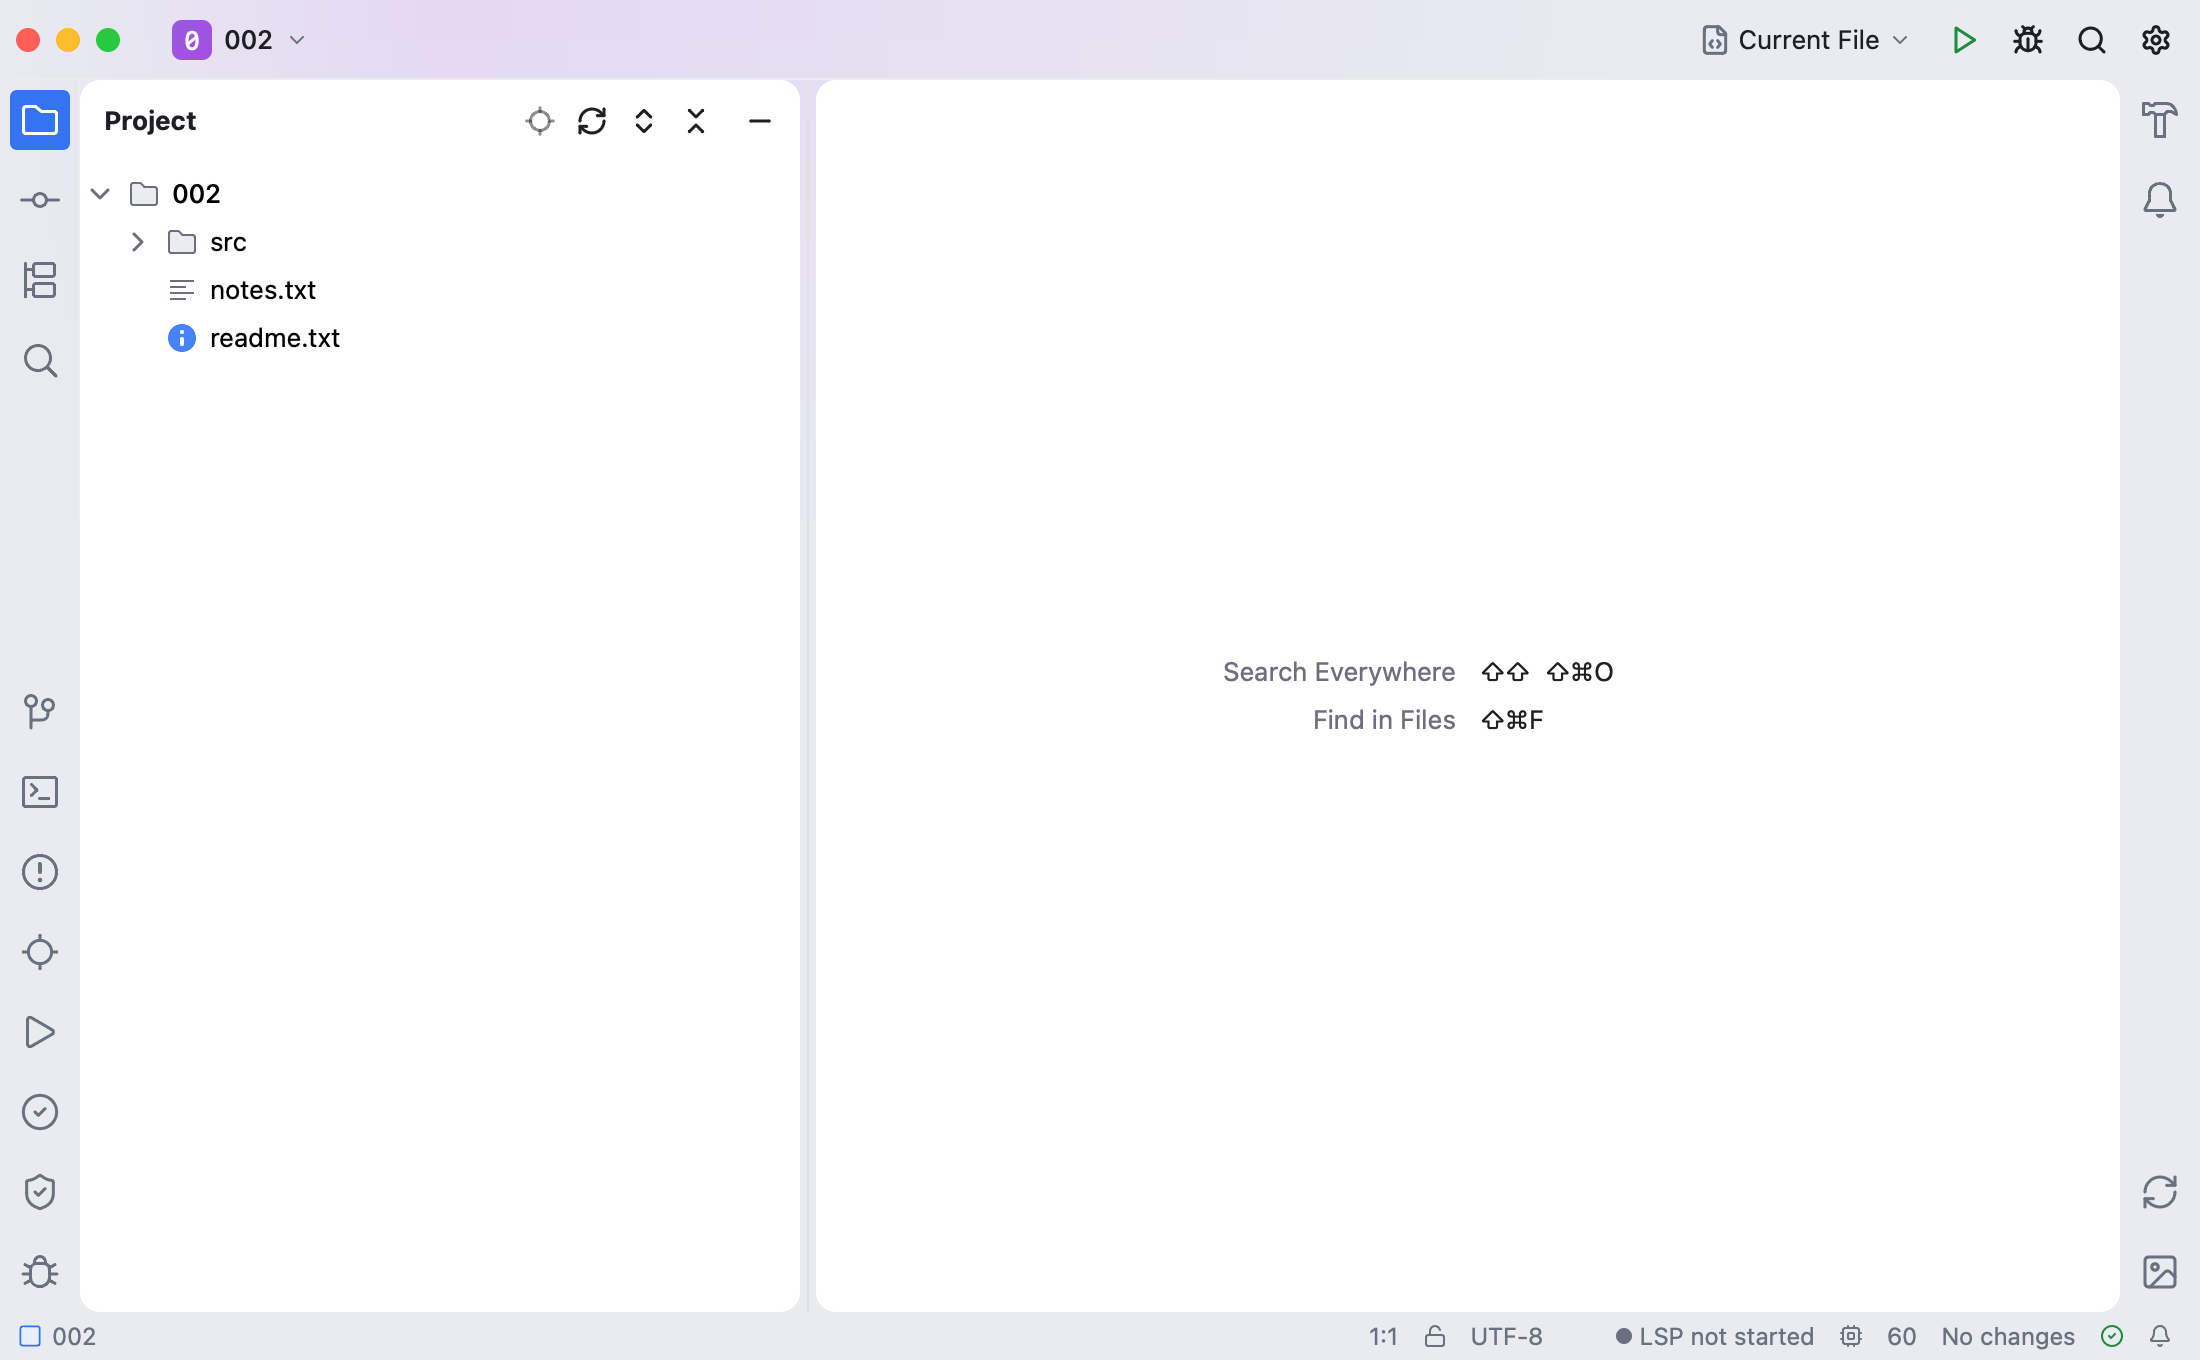 0 002
Current File
Project
002
src
notes.txt
readme.txt
Search Everywhere ⇧⇧ ⇧⌘O
Find in Files ⇧⌘F
002
1:1
UTF-8
LSP not started
60
No changes